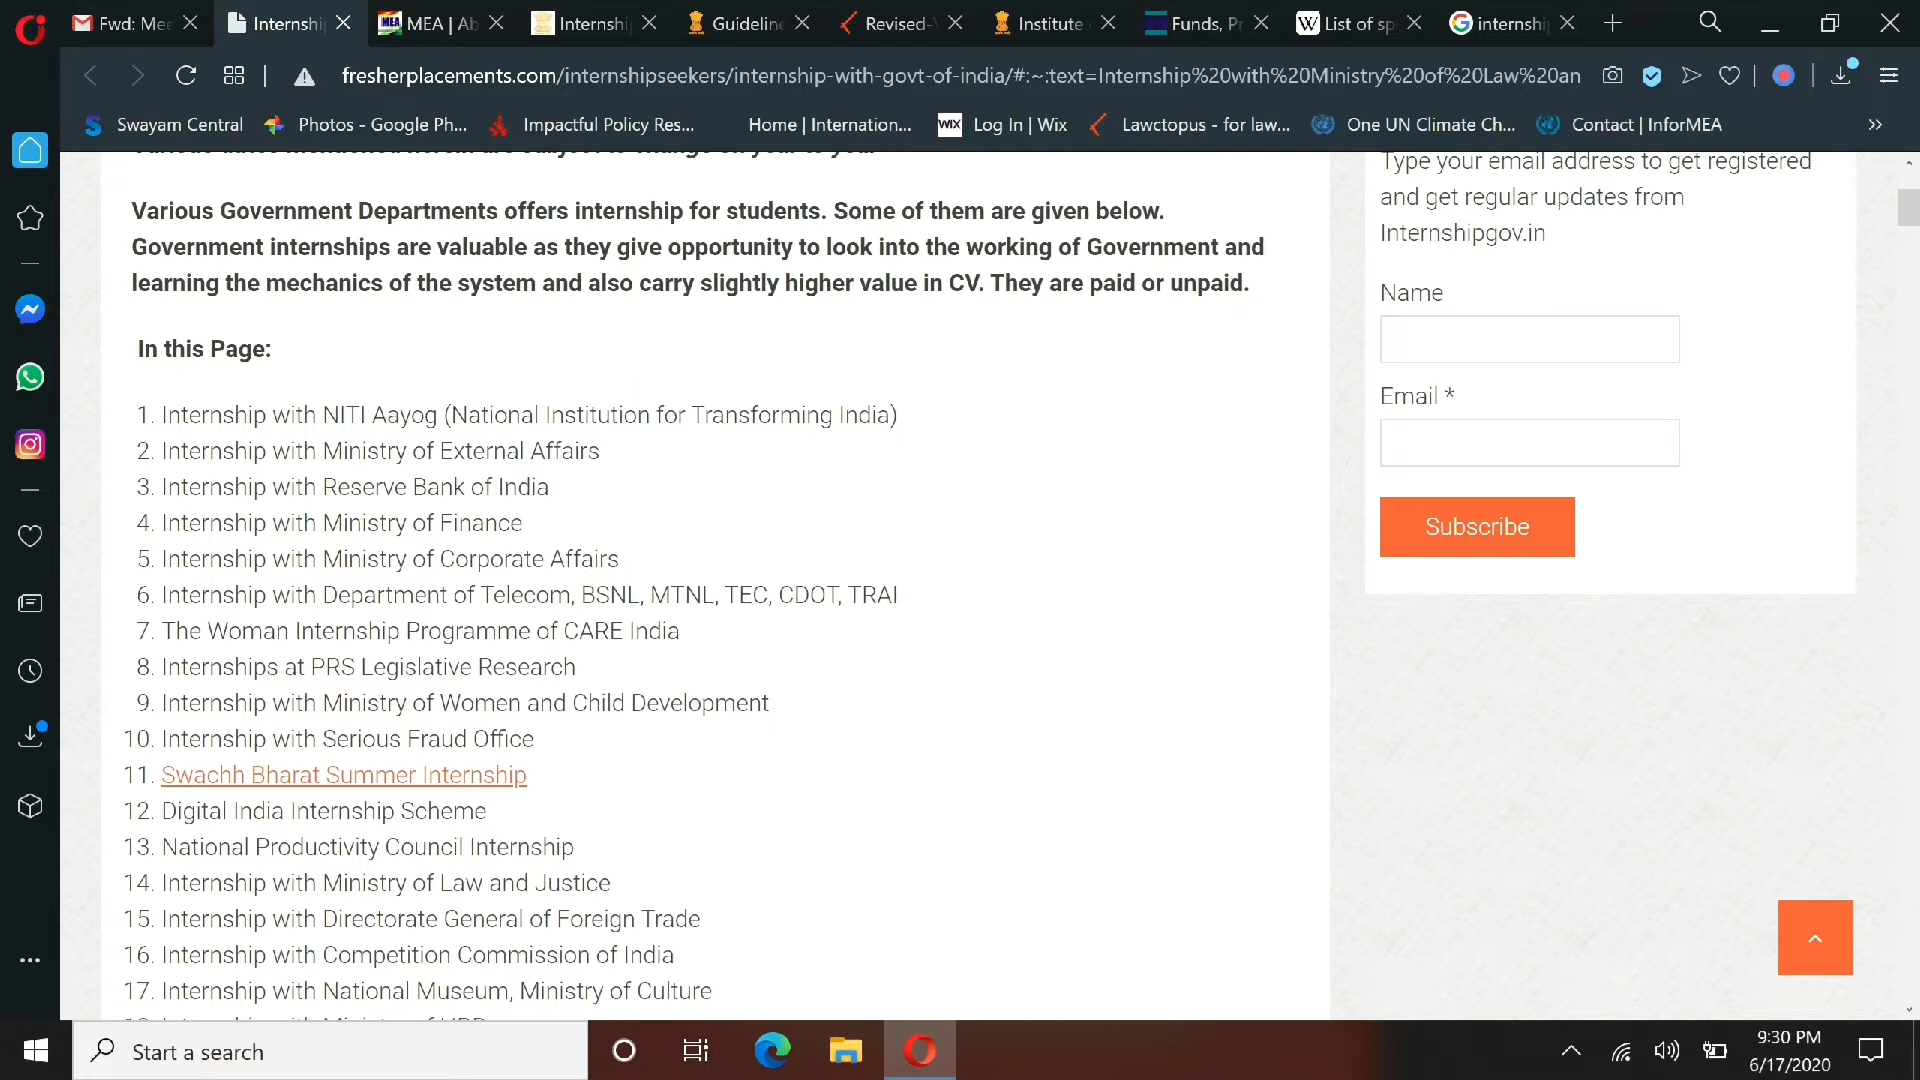 Fwd: Mee
Internshi
MEA | Ab
Internshi
Guideline
Revised-
Institute
Funds, Pr
List of sp
internshi
fresherplacements.com/internshipseekers/internship-with-govt-of-india/#:~:text=Internship%20with%20Ministry%20of%20Law%20an
Swayam Central
Photos - Google Ph...
Impactful Policy Res...
Home | Internation...
WIX Log In | Wix
Lawctopus - for law...
One UN Climate Ch...
Contact | InforMEA
Various Government Departments offers internship for students. Some of them are given below.
Government internships are valuable as they give opportunity to look into the working of Government and
learning the mechanics of the system and also carry slightly higher value in CV. They are paid or unpaid.
In this Page:
1. Internship with NITI Aayog (National Institution for Transforming India)
2. Internship with Ministry of External Affairs
3. Internship with Reserve Bank of India
4. Internship with Ministry of Finance
5. Internship with Ministry of Corporate Affairs
6. Internship with Department of Telecom, BSNL, MTNL, TEC, CDOT, TRAI
7. The Woman Internship Programme of CARE India
8. Internships at PRS Legislative Research
9. Internship with Ministry of Women and Child Development
10. Internship with Serious Fraud Office
11. Swachh Bharat Summer Internship
12. Digital India Internship Scheme
13. National Productivity Council Internship
14. Internship with Ministry of Law and Justice
15. Internship with Directorate General of Foreign Trade
16. Internship with Competition Commission of India
17. Internship with National Museum, Ministry of Culture
Type your email address to get registered
and get regular updates from
Internshipgov.in
Name
Email *
Subscribe
Start a search
9:30 PM
6/17/2020